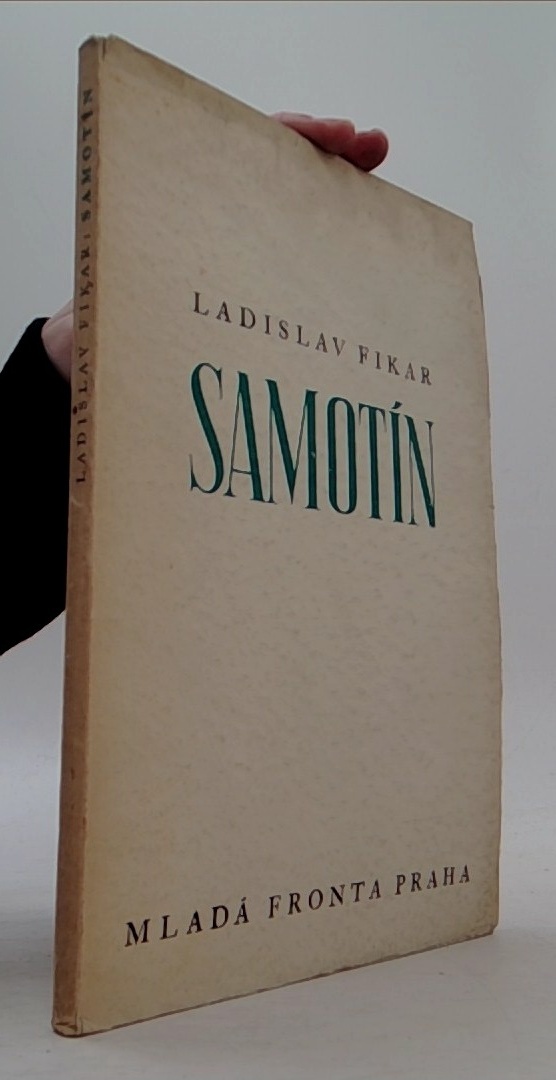 LADISLAV FIKAR: SAMOTÍN
LADISLAV FIKAR
SAMOTÍN
MLADÁ FRONTA PRAHA